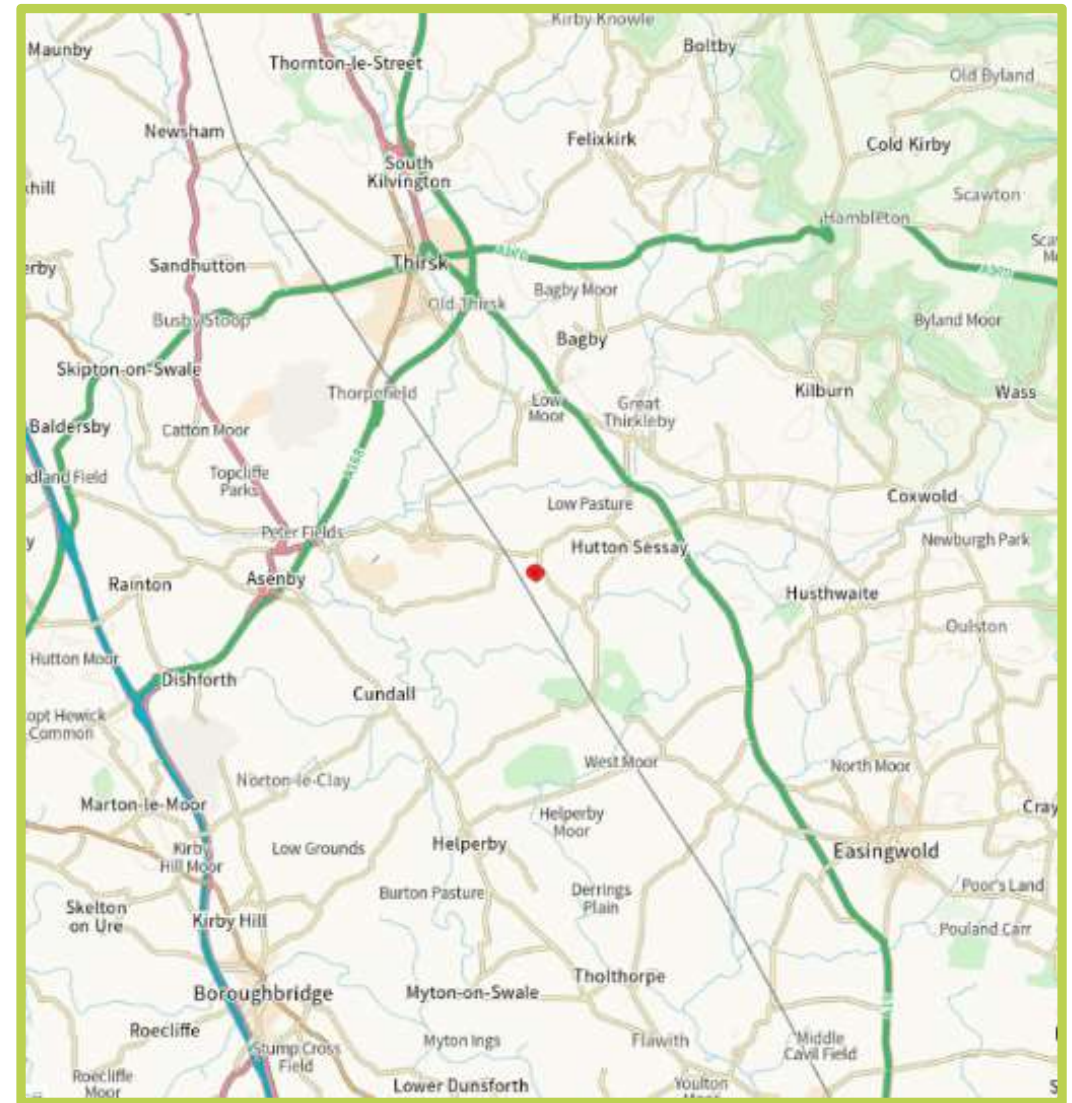 Kirby Knowle
Maunby
Boltby
Thornton-le-Street
Old Byland
Newsham
Felixkirk
Cold Kirby
South
Kilvington
Scawton
Hambleton
Thirsk
A170
Sandhutton
Old Thirsk
Bagby Moor
Busby Stoop
Byland Moor
Bagby
Skipton-on-Swale
Thorpefield
Kilburn
Wass
Low
Moor
Great
Thirkleby
Baldersby
Catton Moor
A168
Topcliffe
Parks
Low Pasture
Coxwold
Peter Fields
Hutton Sessay
Newburgh Park
Rainton
Asenby
Husthwaite
Oulston
Hutton Moor
Dishforth
Cundall
Common
West Moor
North Moor
Norton-le-Clay
Marton-le-Moor
Helperby
Moor
Kirby
Hill Moor
Low Grounds
Helperby
Easingwold
Burton Pasture
Derrings
Plain
Poor's Land
Skelton
on Ure
Kirby Hill
Pouland Carr
Tholthorpe
Boroughbridge
Myton-on-Swale
Roecliffe
Myton Ings
Flawith
Middle
Cavil Field
Stump Cross
Field
Roecliffe
Moor
Lower Dunsforth
Youlton